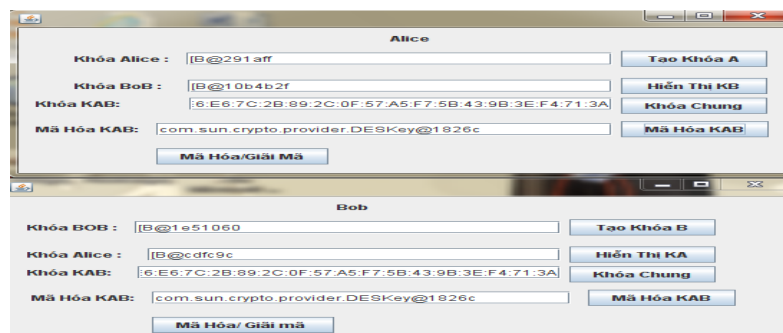 Alice
Khóa Alice : [B@291aff Tạo Khóa A
Khóa BoB : [B@10b4b2f Hiển Thị KB
Khóa KAB: 6:E6:7C:2B:89:2C:0F:57:A5:F7:5B:43:9B:3E:F4:71:3A Khóa Chung
Mã Hóa KAB: com.sun.crypto.provider.DESKey@1826c Mã Hóa KAB
Mã Hóa/Giải Mã
Bob
Khóa BOB : [B@1e51060 Tạo Khóa B
Khóa Alice : [B@cdfc9c Hiển Thị KA
Khóa KAB: 6:E6:7C:2B:89:2C:0F:57:A5:F7:5B:43:9B:3E:F4:71:3A Khóa Chung
Mã Hóa KAB: com.sun.crypto.provider.DESKey@1826c Mã Hóa KAB
Mã Hóa/ Giải mã